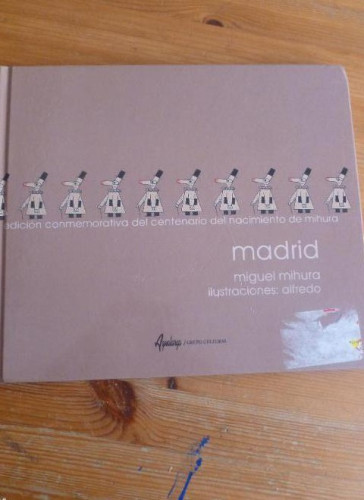 edición conmemorativa del centenario del nacimiento de mihura
madrid
miguel mihura
ilustraciones: alfredo